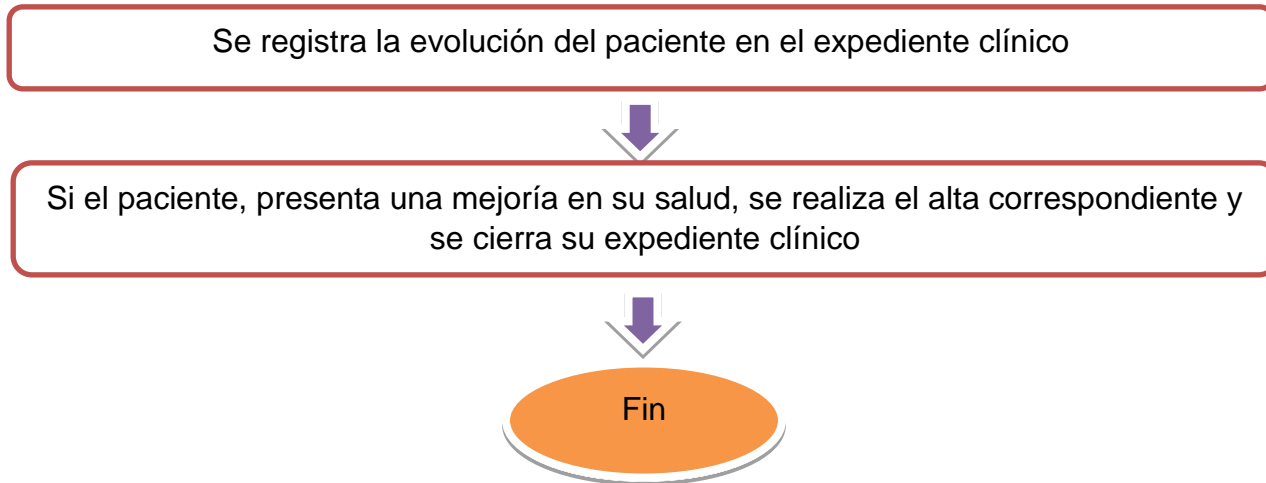 Se registra la evolución del paciente en el expediente clínico
Si el paciente, presenta una mejoría en su salud, se realiza el alta correspondiente y
se cierra su expediente clínico
Fin